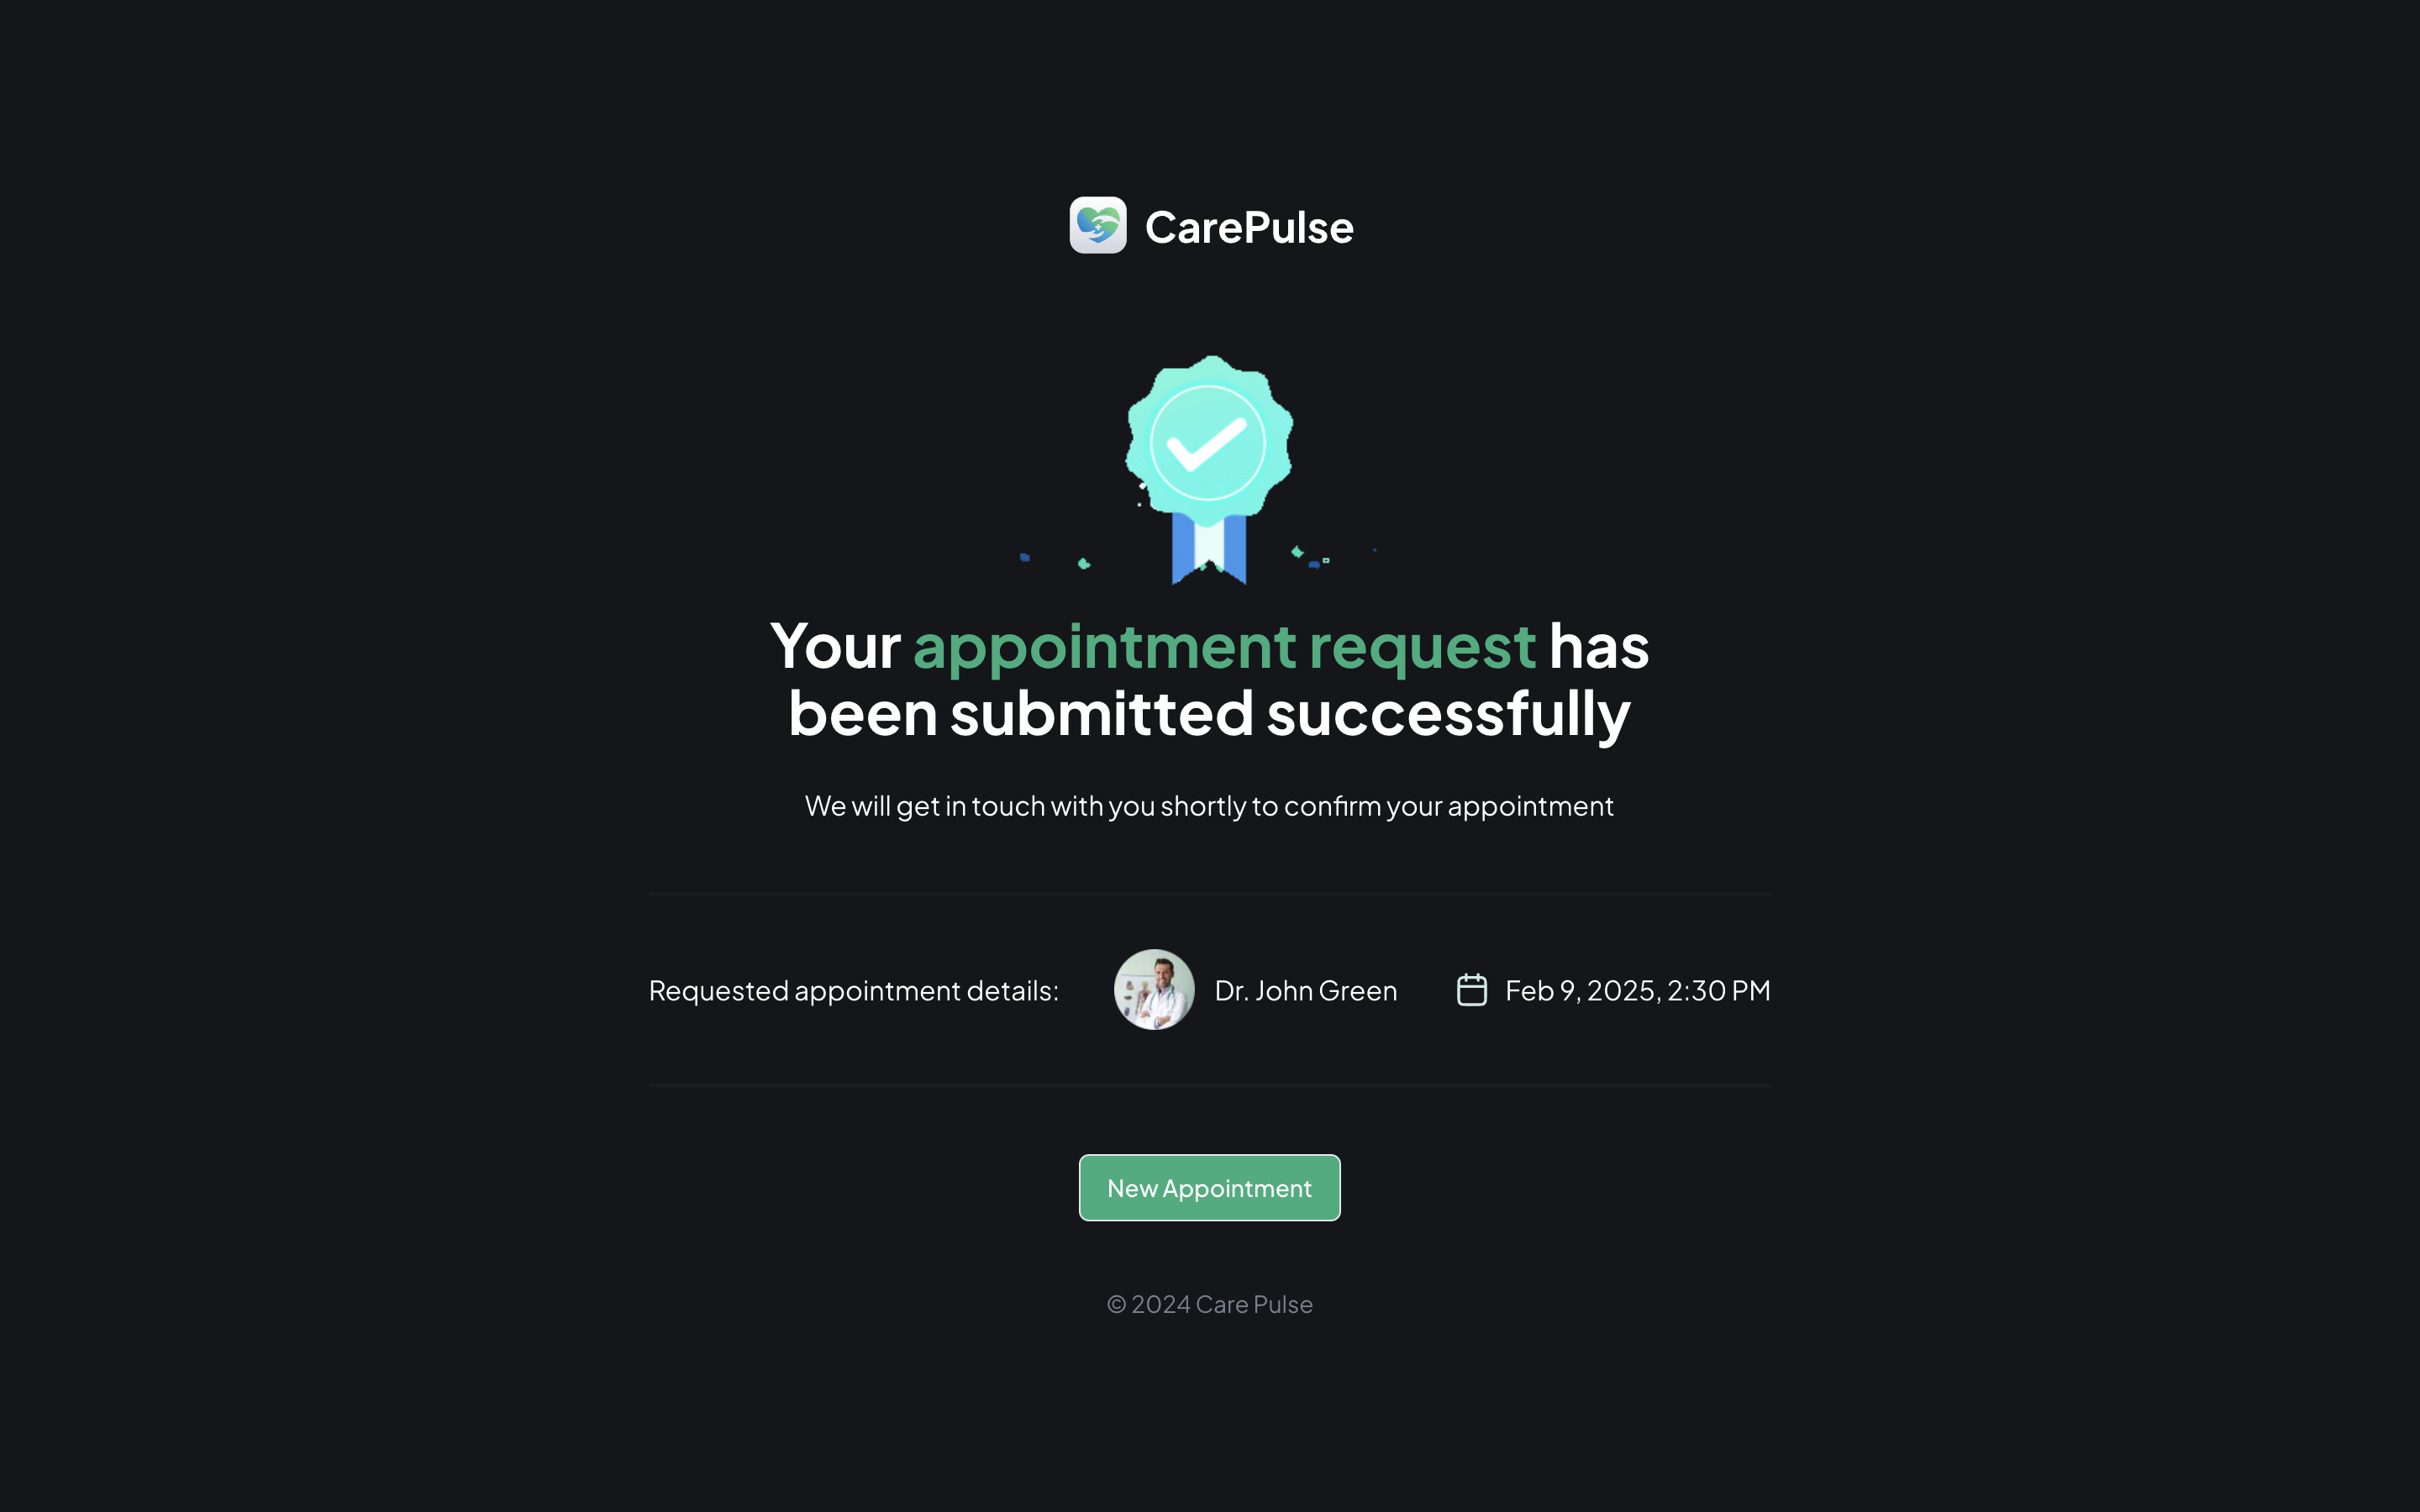 CarePulse
Your appointment request has
been submitted successfully
We will get in touch with you shortly to confirm your appointment
Requested appointment details: Dr. John Green Feb 9, 2025, 2:30 PM
New Appointment
© 2024 Care Pulse